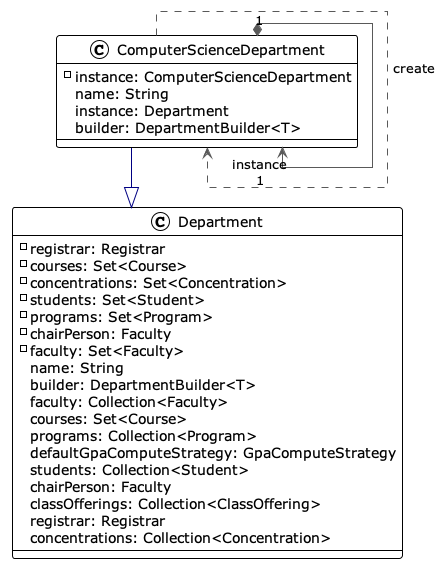 1
C ComputerScienceDepartment
instance: ComputerScienceDepartment
name: String
instance: Department
builder: DepartmentBuilder<T>
create
instance
1
C Department
registrar: Registrar
courses: Set<Course>
concentrations: Set<Concentration>
students: Set<Student>
programs: Set<Program>
chairPerson: Faculty
faculty: Set<Faculty>
name: String
builder: DepartmentBuilder<T>
faculty: Collection<Faculty>
courses: Set<Course>
programs: Collection<Program>
defaultGpaComputeStrategy: GpaComputeStrategy
students: Collection<Student>
chairPerson: Faculty
classOfferings: Collection<ClassOffering>
registrar: Registrar
concentrations: Collection<Concentration>